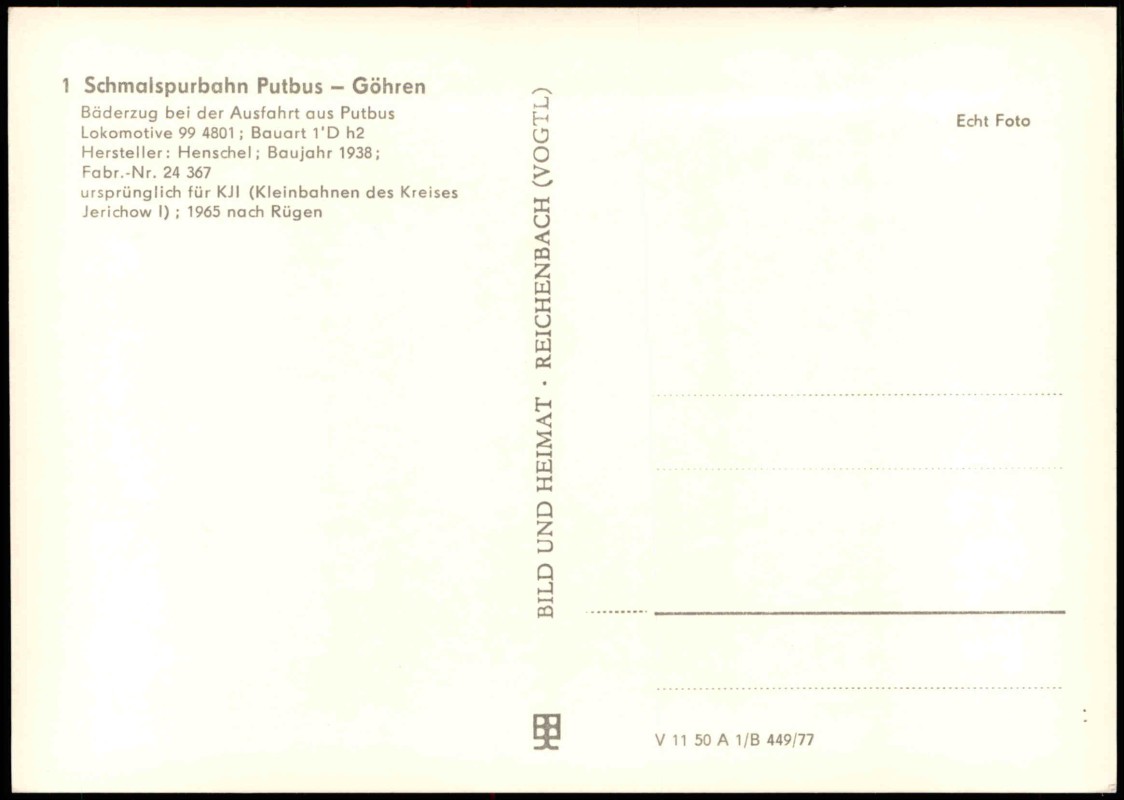 1 Schmalspurbahn Putbus – Göhren
Bäderzug bei der Ausfahrt aus Putbus
Lokomotive 99 4801; Bauart 1'D h2
Hersteller: Henschel; Baujahr 1938;
Fabr.-Nr. 24 367
ursprünglich für KJI (Kleinbahnen des Kreises
Jerichow I) ; 1965 nach Rügen
BILD UND HEIMAT · REICHENBACH (VOGTL)
Echt Foto
V 11 50 A 1/B 449/77